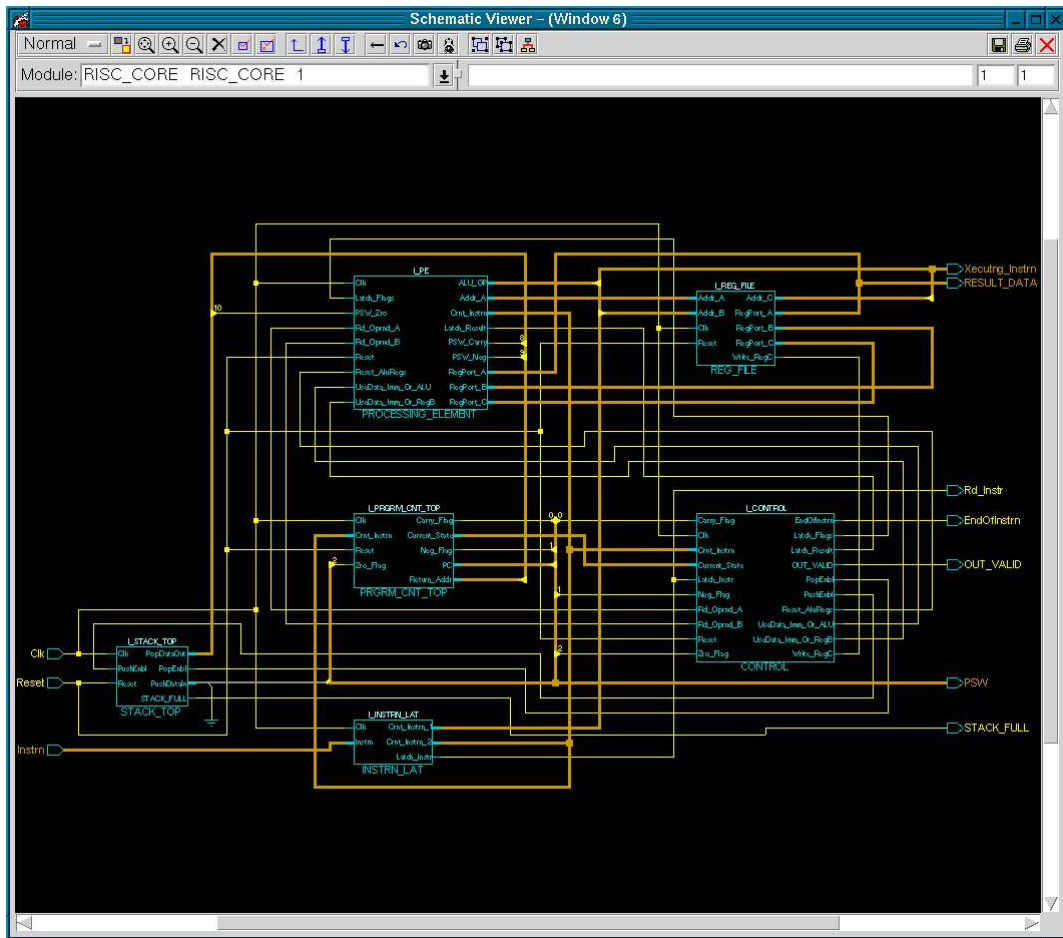 Schematic Viewer – (Window 6)
Normal
Module: RISC_CORE RISC_CORE 1
1 1
I_PE
Clk ALU_OP
Latch_Flags Addr_A
PSW_Zro Crnt_Instrn
Rd_Oprnd_A Latch_Result
Rd_Oprnd_B PSW_Carry
Reset PSW_Neg
Reset_AluRegs RegPort_A
UseData_Imm_Or_ALU RegPort_B
UseData_Imm_Or_RegB RegPort_C
PROCESSING_ELEMENT
10
I_REG_FILE
Addr_A Addr_C
Addr_B RegPort_A
Clk RegPort_B
Reset RegPort_C
Write_RegC
REG_FILE
Xecutng_Instrn
RESULT_DATA
I_PRGRM_CNT_TOP
Clk Carry_Flag
Crnt_Instrn Current_State
Reset Neg_Flag
Zro_Flag PC
Return_Addr
PRGRM_CNT_TOP
2
1
1
2
I_CONTROL
Carry_Flag EndOfInstrn
Clk Latch_Flags
Crnt_Instrn Latch_Result
Current_State OUT_VALID
Latch_Instr PopEnbl
Neg_Flag PushEnbl
Rd_Oprnd_A Reset_AluRegs
Rd_Oprnd_B UseData_Imm_Or_ALU
Reset UseData_Imm_Or_RegB
Zro_Flag Write_RegC
CONTROL
Rd_Instr
EndOfInstrn
OUT_VALID
PSW
STACK_FULL
Clk
Reset
Instrn
I_STACK_TOP
Clk PopDataOut
PushEnbl PopEnbl
Reset PushDataIn
STACK_FULL
STACK_TOP
I_INSTRN_LAT
Clk Crnt_Instrn_1
Instrn Crnt_Instrn_2
Latch_Instr
INSTRN_LAT